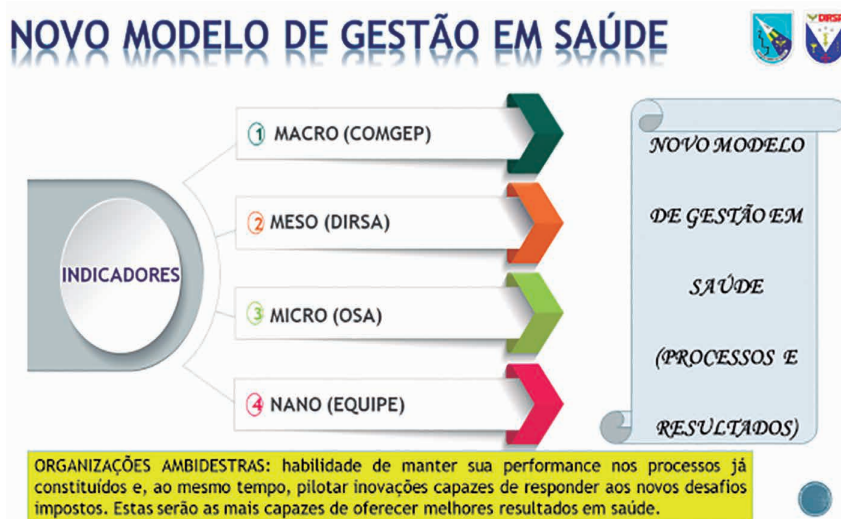 NOVO MODELO DE GESTÃO EM SAÚDE
DIRSA
INDICADORES
1 MACRO (COMGEP)
2 MESO (DIRSA)
3 MICRO (OSA)
4 NANO (EQUIPE)
NOVO MODELO
DE GESTÃO EM
SAÚDE
(PROCESSOS E
RESULTADOS)
ORGANIZAÇÕES AMBIDESTRAS: habilidade de manter sua performance nos processos já
constituídos e, ao mesmo tempo, pilotar inovações capazes de responder aos novos desafios
impostos. Estas serão as mais capazes de oferecer melhores resultados em saúde.